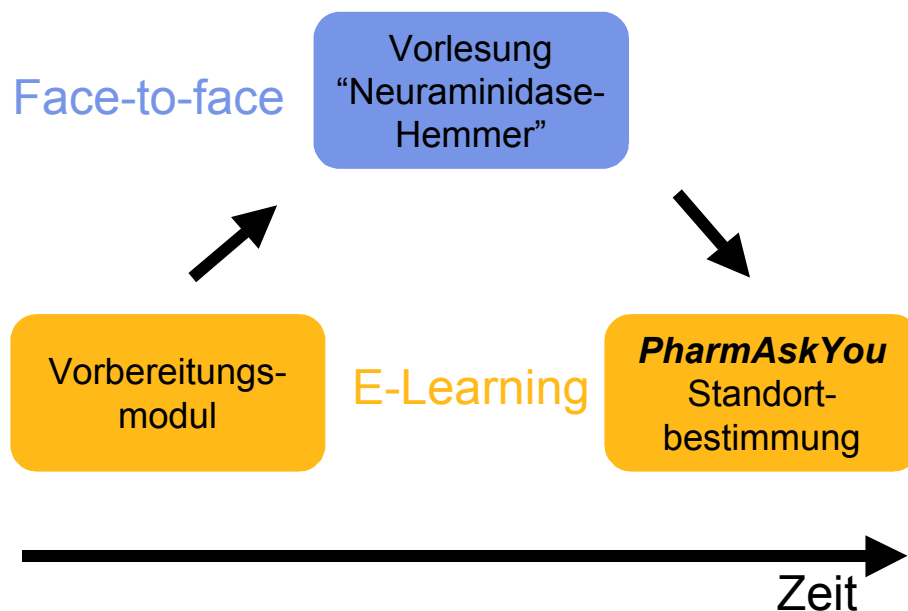 Face-to-face
Vorlesung
“Neuraminidase-
Hemmer”
Vorbereitungs-
modul
E-Learning
PharmAskYou
Standort-
bestimmung
Zeit